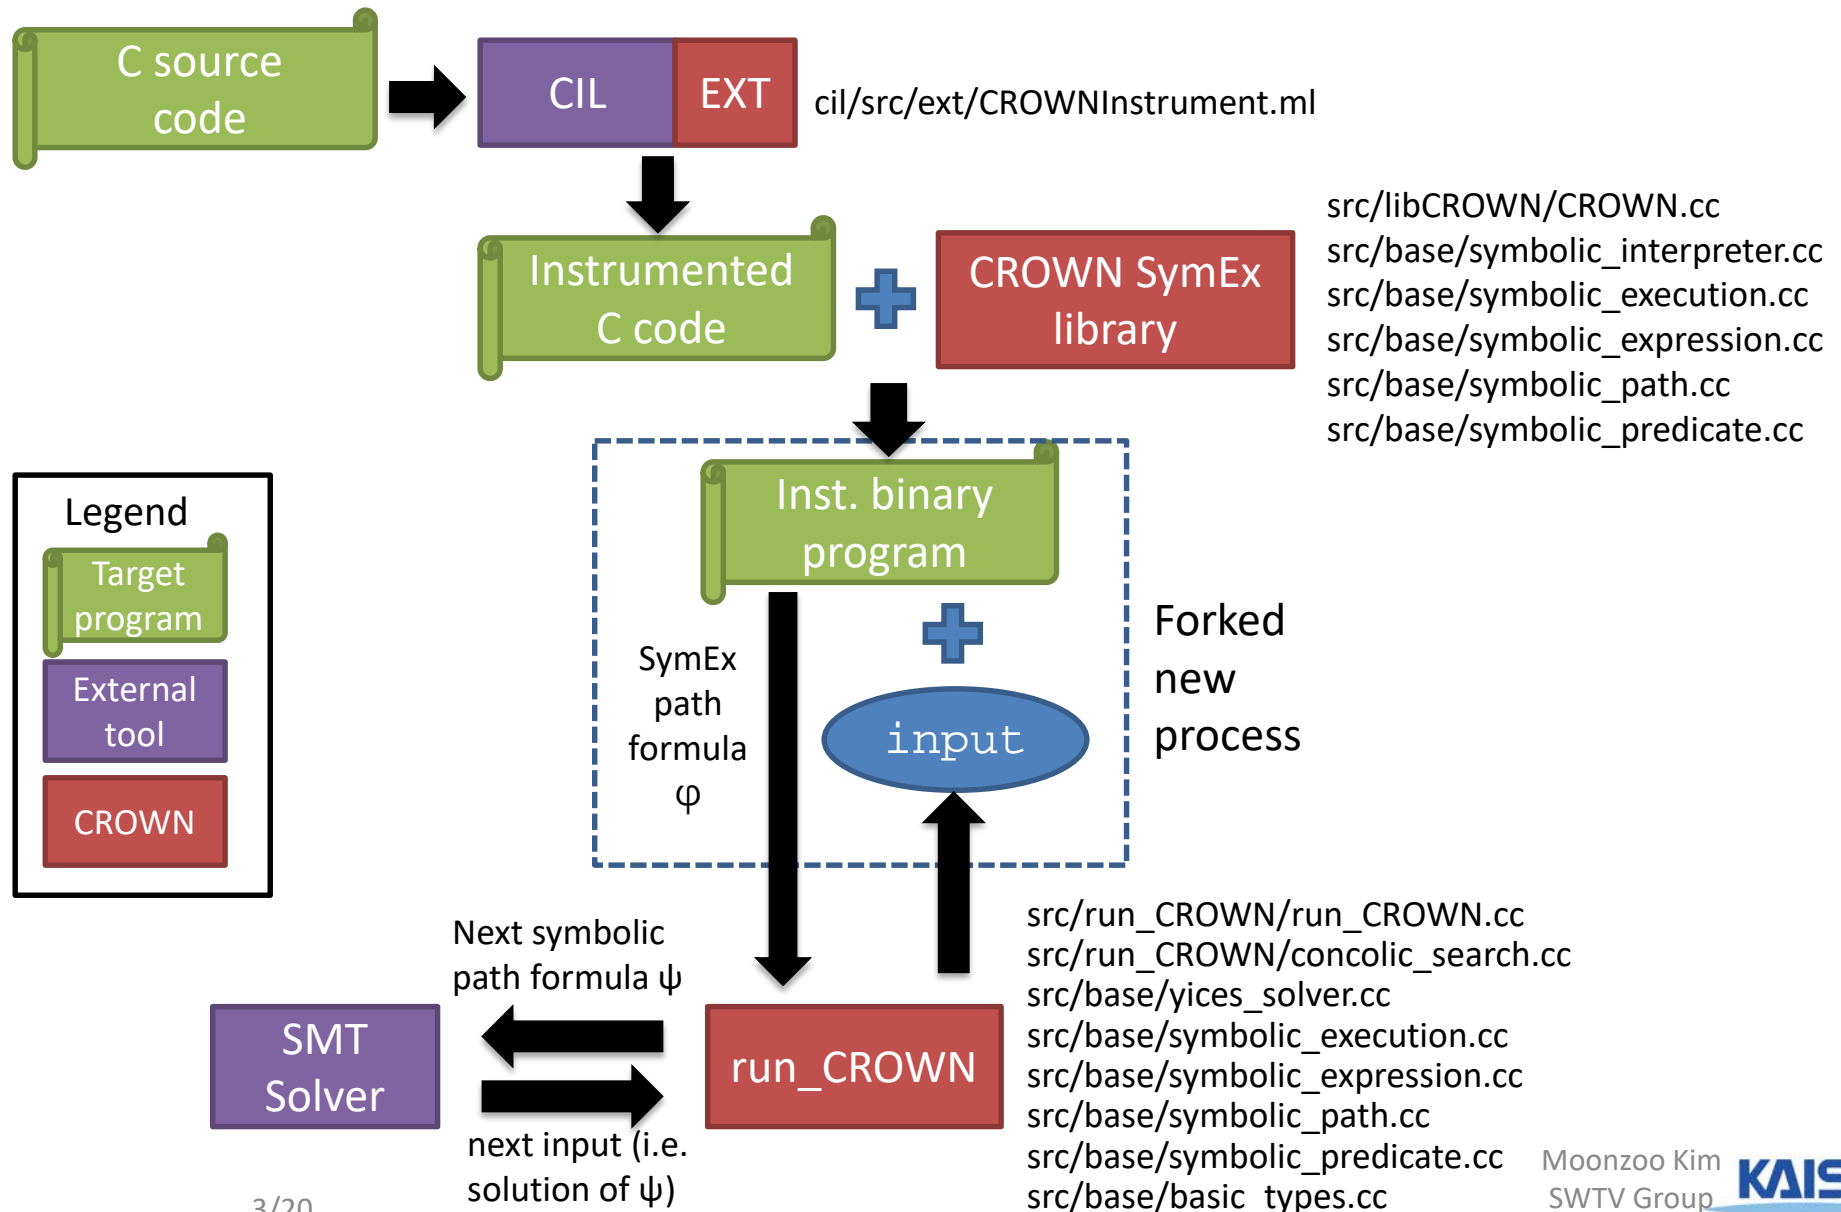 C source
code
CIL
EXT
cil/src/ext/CROWNInstrument.ml
Instrumented
C code
CROWN SymEx
library
src/libCROWN/CROWN.cc
src/base/symbolic_interpreter.cc
src/base/symbolic_execution.cc
src/base/symbolic_expression.cc
src/base/symbolic_path.cc
src/base/symbolic_predicate.cc
Legend
Target
program
External
tool
CROWN
Inst. binary
program
SymEx
path
formula
φ
input
Forked
new
process
Next symbolic
path formula ψ
SMT
Solver
run_CROWN
next input (i.e.
solution of ψ)
src/run_CROWN/run_CROWN.cc
src/run_CROWN/concolic_search.cc
src/base/yices_solver.cc
src/base/symbolic_execution.cc
src/base/symbolic_expression.cc
src/base/symbolic_path.cc
src/base/symbolic_predicate.cc
src/base/basic_types.cc
3/20
Moonzoo Kim
SWTV Group